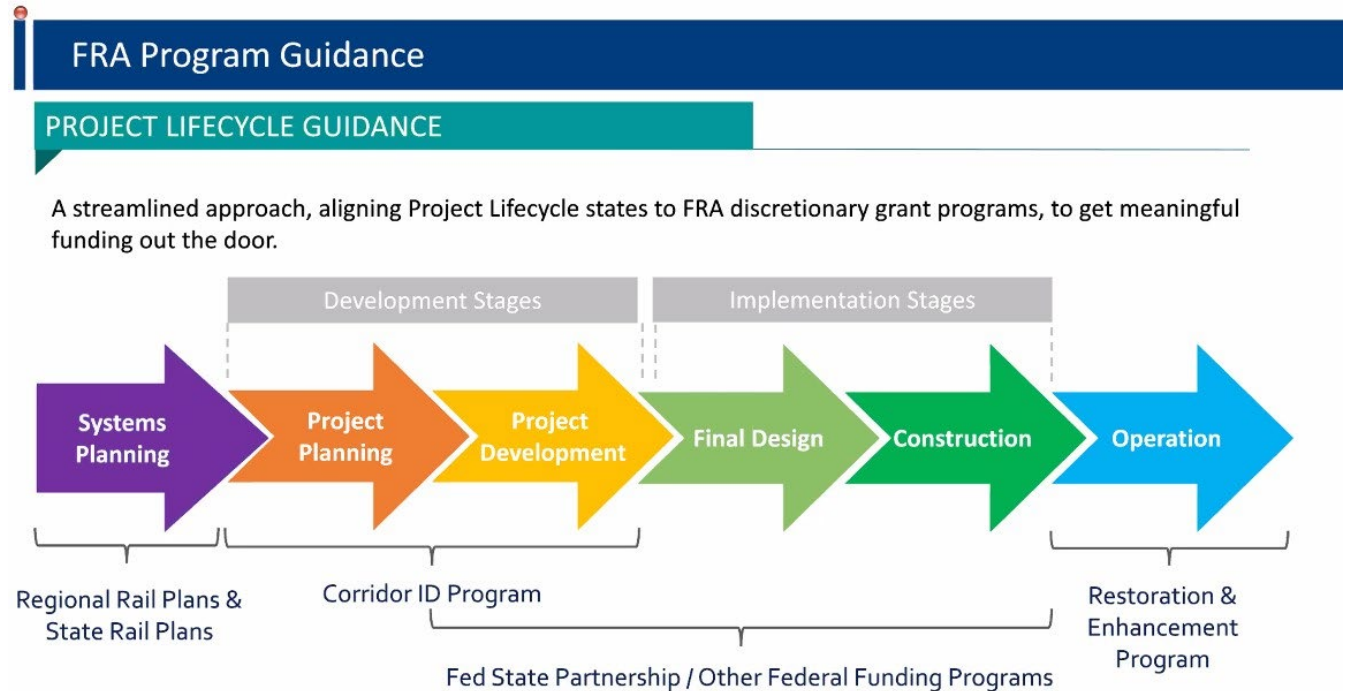 FRA Program Guidance
PROJECT LIFECYCLE GUIDANCE
A streamlined approach, aligning Project Lifecycle states to FRA discretionary grant programs, to get meaningful
funding out the door.
Development Stages
Implementation Stages
Systems
Planning
Project
Planning
Project
Development
Final Design
Construction
Operation
Regional Rail Plans &
State Rail Plans
Corridor ID Program
Fed State Partnership / Other Federal Funding Programs
Restoration &
Enhancement
Program